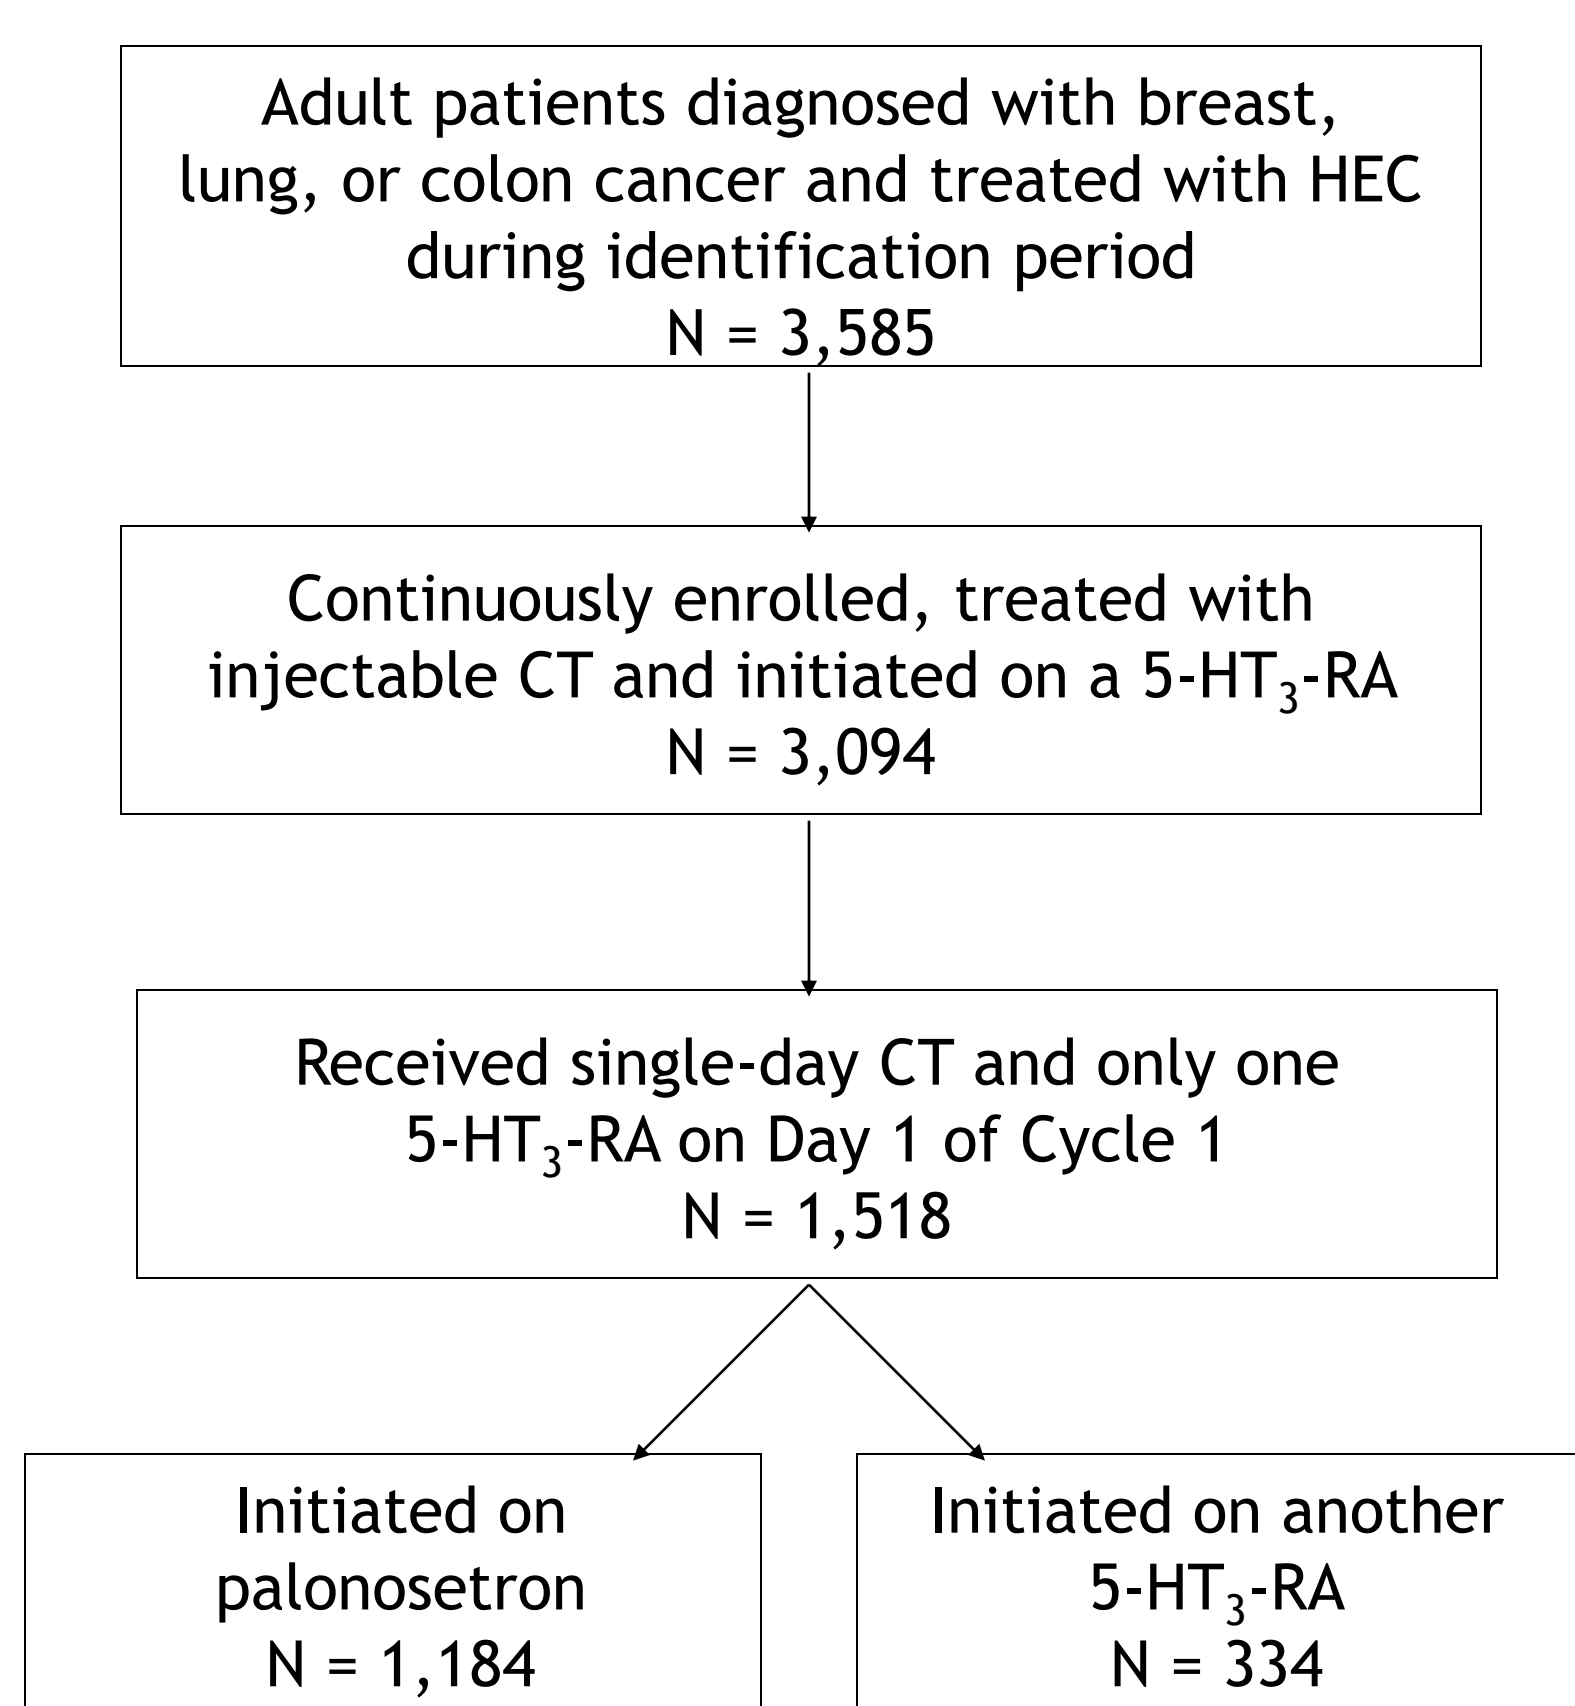 Adult patients diagnosed with breast,
lung, or colon cancer and treated with HEC
during identification period
N = 3,585
Continuously enrolled, treated with
injectable CT and initiated on a 5-HT₃-RA
N = 3,094
Received single-day CT and only one
5-HT₃-RA on Day 1 of Cycle 1
N = 1,518
Initiated on
palonosetron
N = 1,184
Initiated on another
5-HT₃-RA
N = 334